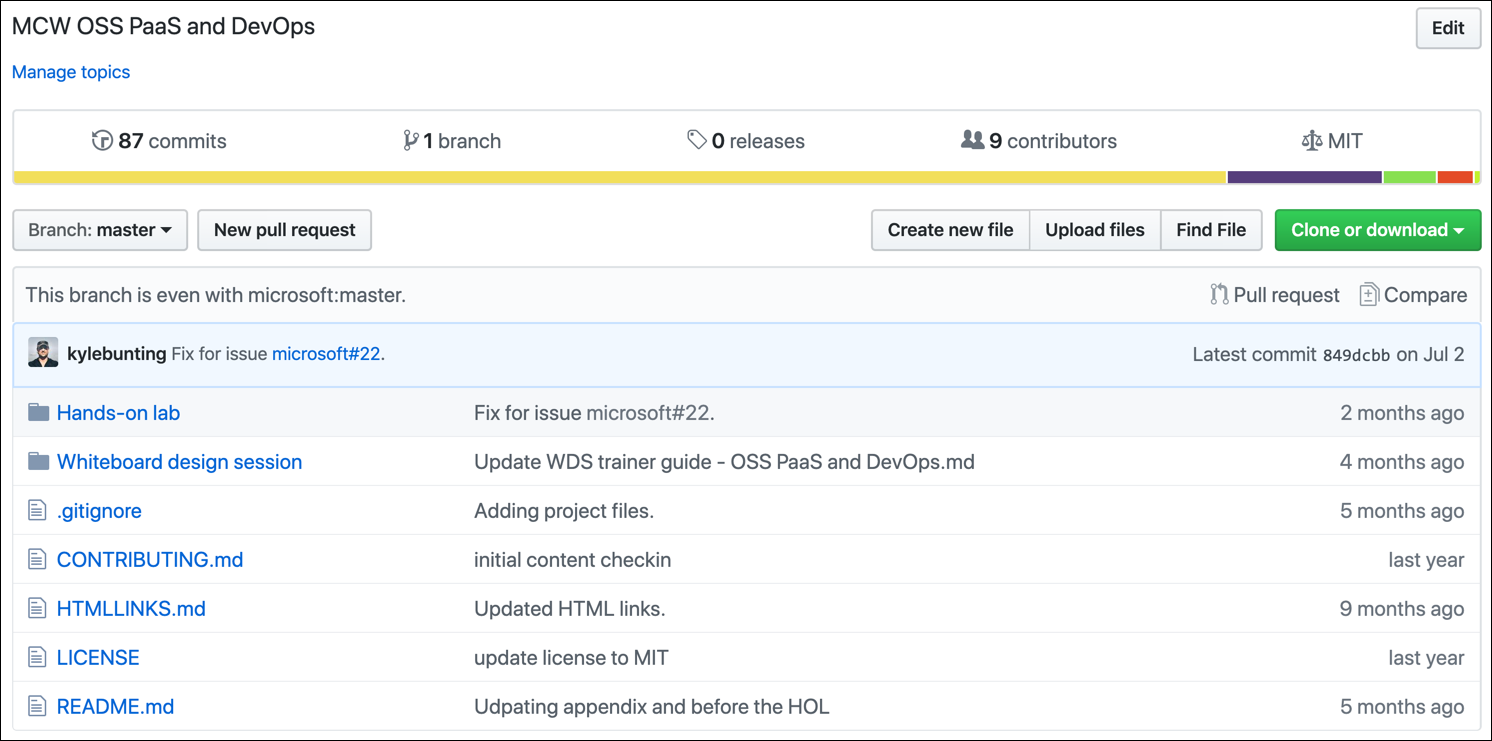 MCW OSS PaaS and DevOps Edit
Manage topics
87 commits 1 branch 0 releases 9 contributors MIT
Branch: master New pull request Create new file Upload files Find File Clone or download
This branch is even with microsoft:master. Pull request Compare
kylebunting Fix for issue microsoft#22. Latest commit 849dcbb on Jul 2
Hands-on lab Fix for issue microsoft#22. 2 months ago
Whiteboard design session Update WDS trainer guide - OSS PaaS and DevOps.md 4 months ago
.gitignore Adding project files. 5 months ago
CONTRIBUTING.md initial content checkin last year
HTMLLINKS.md Updated HTML links. 9 months ago
LICENSE update license to MIT last year
README.md Udpating appendix and before the HOL 5 months ago